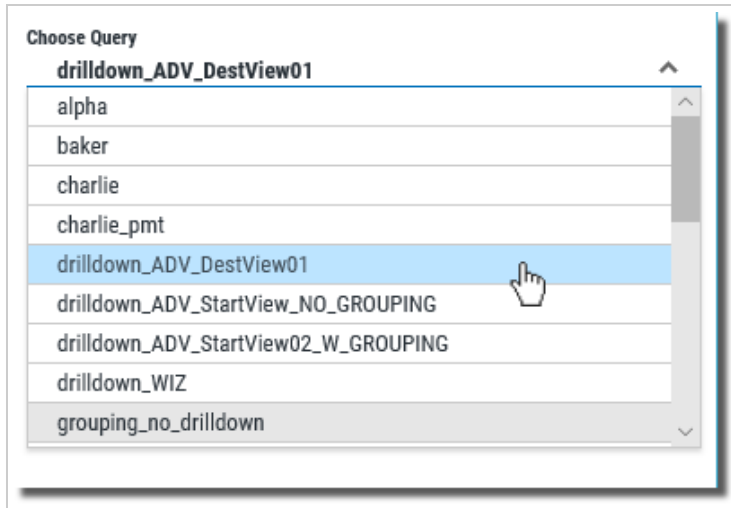 Choose Query
drilldown_ADV_DestView01
alpha
baker
charlie
charlie_pmt
drilldown_ADV_DestView01
drilldown_ADV_StartView_NO_GROUPING
drilldown_ADV_StartView02_W_GROUPING
drilldown_WIZ
grouping_no_drilldown